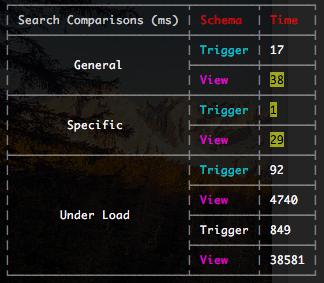 Search Comparisons (ms) Schema Time
General Trigger 17
View 38
Specific Trigger 1
View 29
Under Load Trigger 92
View 4740
Trigger 849
View 38581